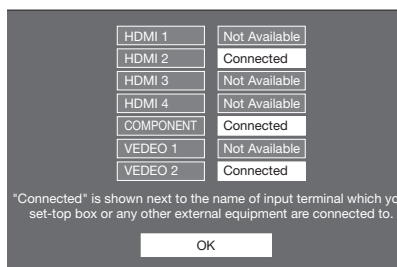 HDMI 1 Not Available
HDMI 2 Connected
HDMI 3 Not Available
HDMI 4 Not Available
COMPONENT Connected
VEDEO 1 Not Available
VEDEO 2 Connected
"Connected" is shown next to the name of input terminal which
set-top box or any other external equipment are connected to.
OK